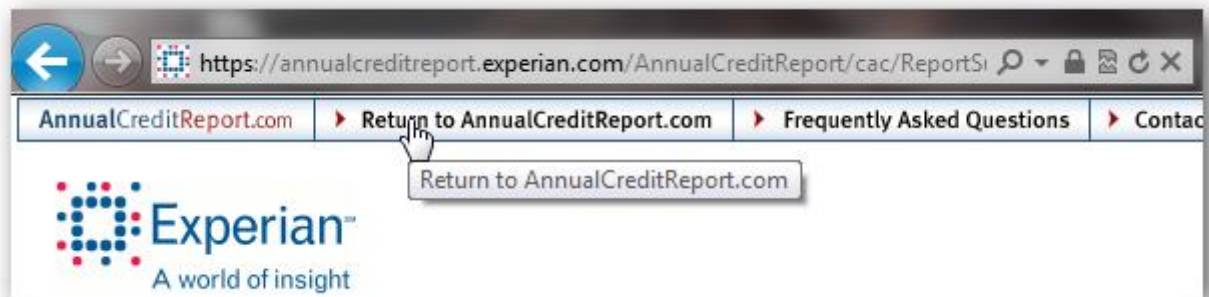 https://annualcreditreport.experian.com/AnnualCreditReport/cac/ReportS
AnnualCreditReport.com Return to AnnualCreditReport.com Frequently Asked Questions Contac
Return to AnnualCreditReport.com
Experian
A world of insight